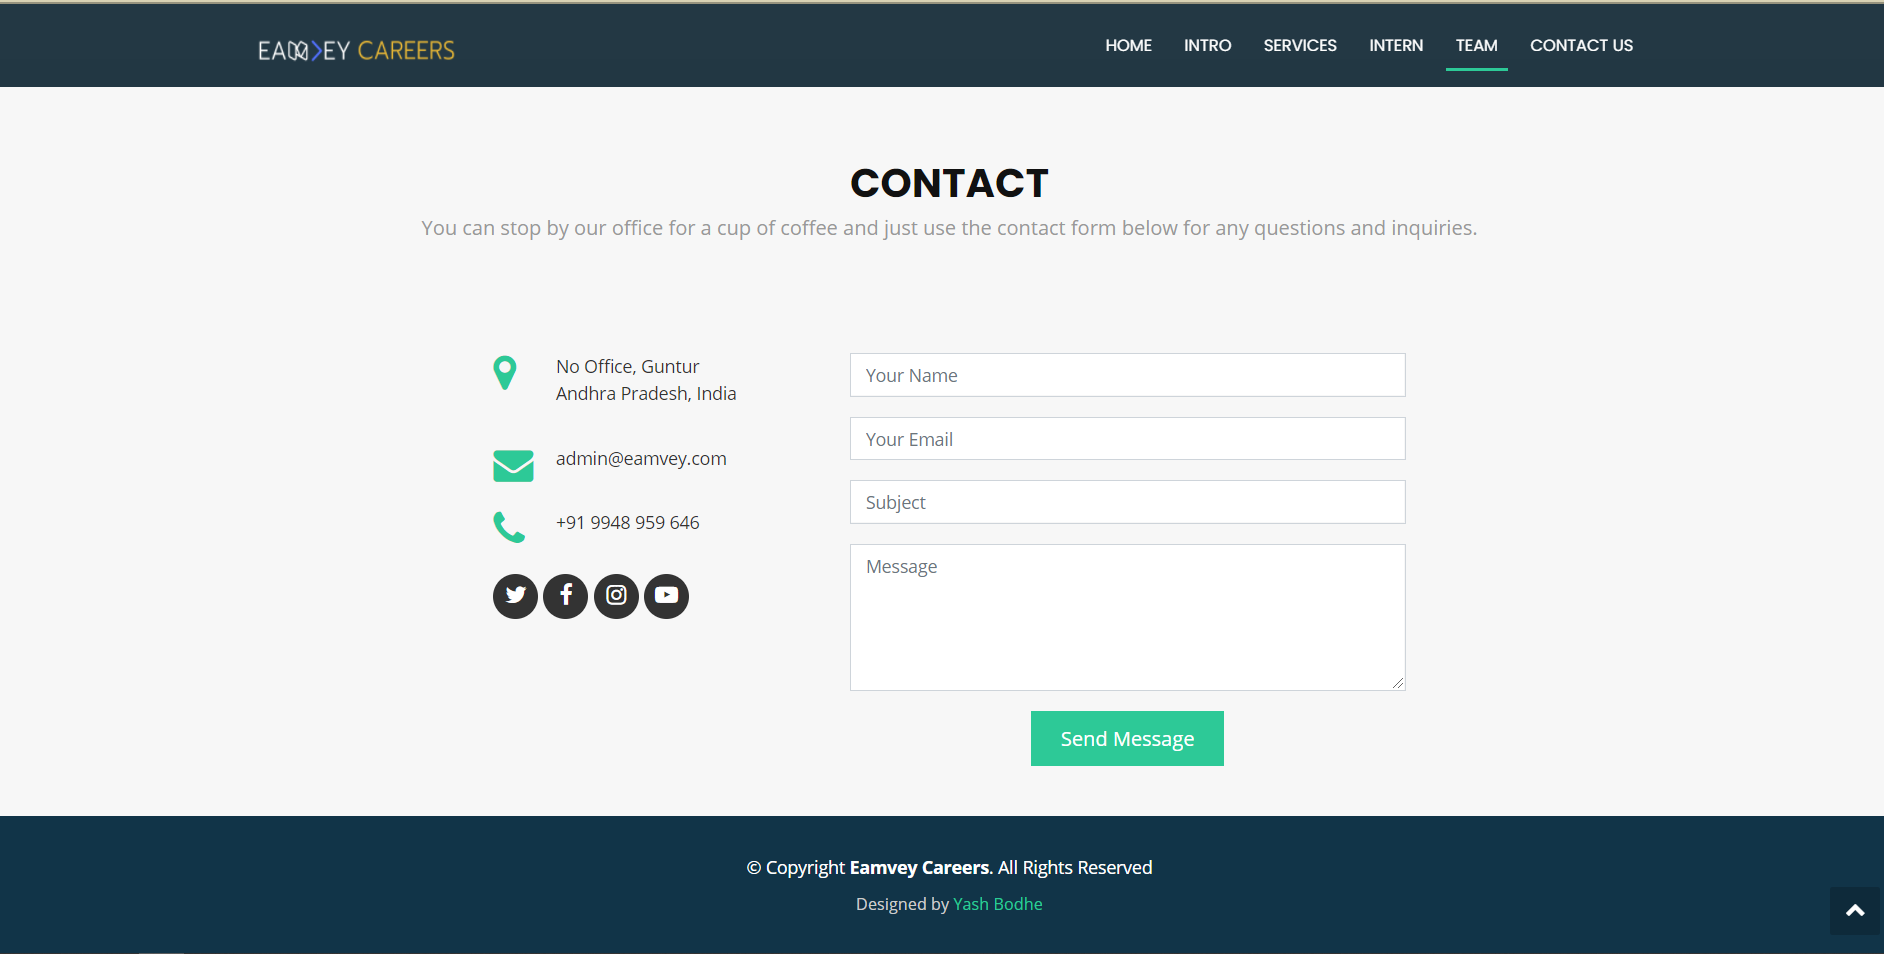 EAMVEY CAREERS
HOME INTRO SERVICES INTERN TEAM CONTACT US
CONTACT
You can stop by our office for a cup of coffee and just use the contact form below for any questions and inquiries.
No Office, Guntur
Andhra Pradesh, India
admin@eamvey.com
+91 9948 959 646
Your Name
Your Email
Subject
Message
Send Message
© Copyright Eamvey Careers. All Rights Reserved
Designed by Yash Bodhe